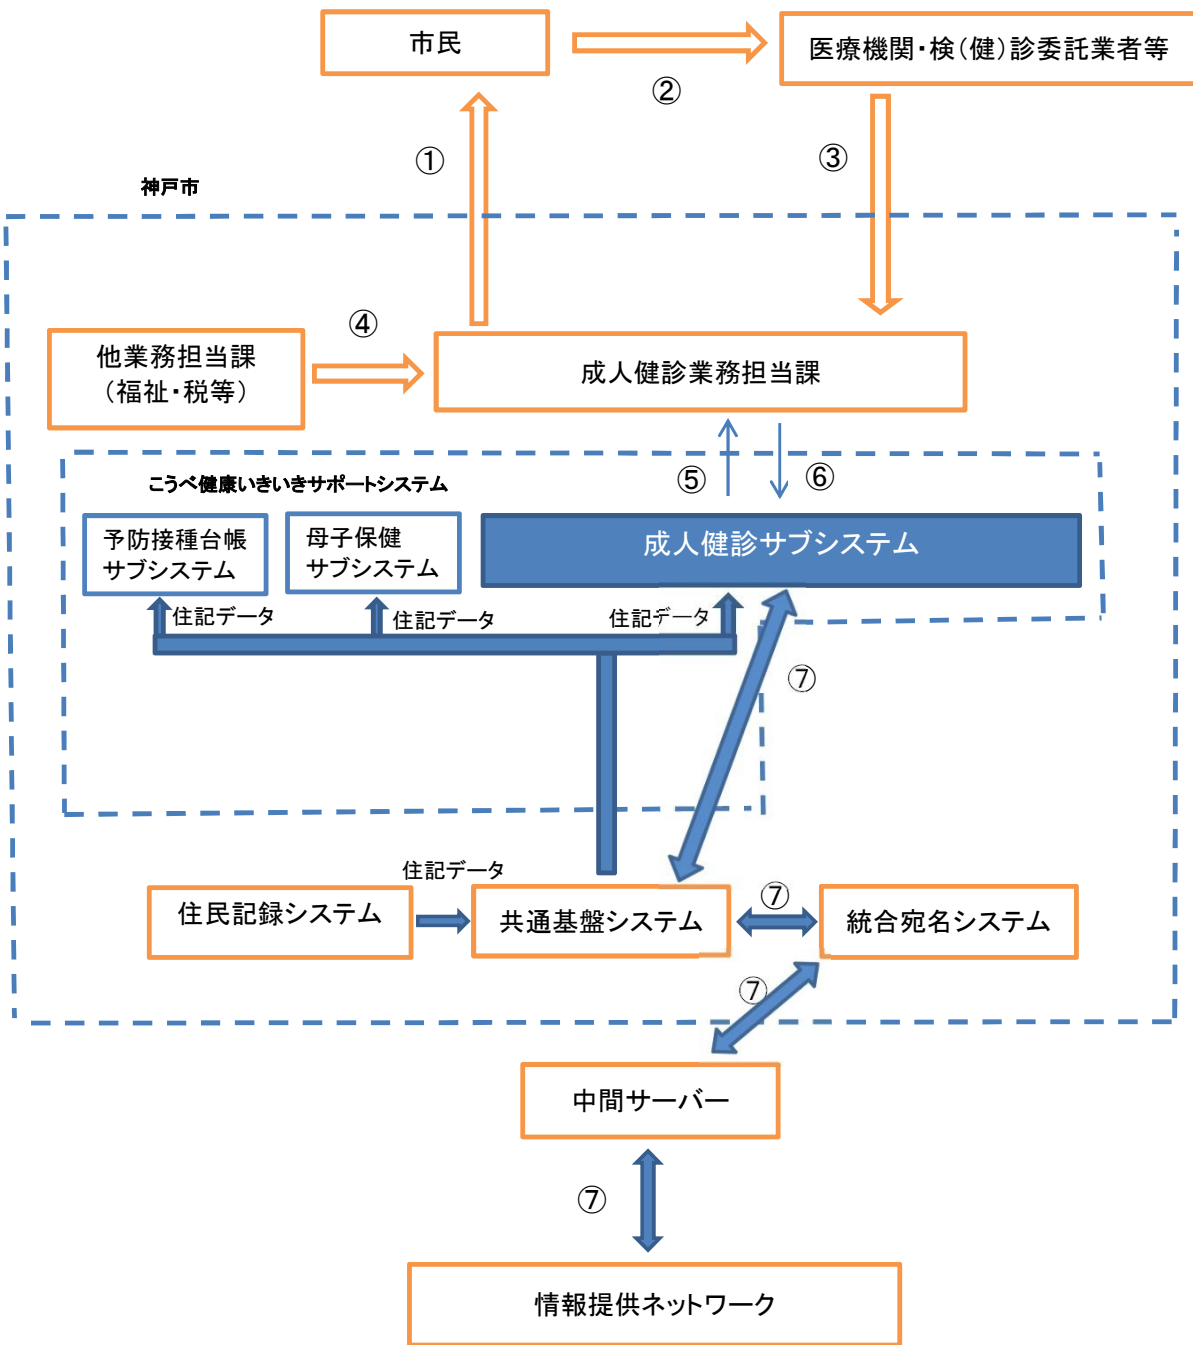 市民
医療機関・検（健）診委託業者等
②
①
③
神戸市
④
他業務担当課
（福祉・税等）
成人健診業務担当課
⑤
⑥
こうべ健康いきいきサポートシステム
予防接種台帳
サブシステム
母子保健
サブシステム
成人健診サブシステム
住記データ
住記データ
住記データ
⑦
住記データ
住民記録システム
共通基盤システム
⑦
統合宛名システム
⑦
中間サーバー
⑦
情報提供ネットワーク